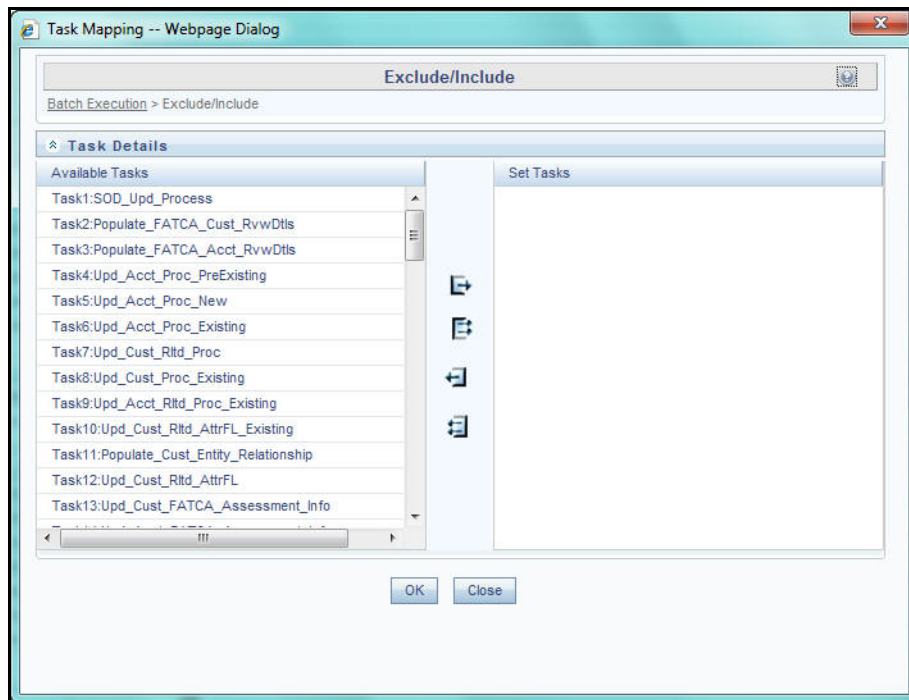 Task Mapping -- Webpage Dialog
Exclude/Include
Batch Execution > Exclude/Include
Task Details
Available Tasks
Set Tasks
Task1:SOD_Upd_Process
Task2:Populate_FATCA_Cust_RvwDtls
Task3:Populate_FATCA_Acct_RvwDtls
Task4:Upd_Acct_Proc_PreExisting
Task5:Upd_Acct_Proc_New
Task6:Upd_Acct_Proc_Existing
Task7:Upd_Cust_Rltd_Proc
Task8:Upd_Cust_Proc_Existing
Task9:Upd_Acct_Rltd_Proc_Existing
Task10:Upd_Cust_Rltd_AttrFL_Existing
Task11:Populate_Cust_Entity_Relationship
Task12:Upd_Cust_Rltd_AttrFL
Task13:Upd_Cust_FATCA_Assessment_Info
OK
Close